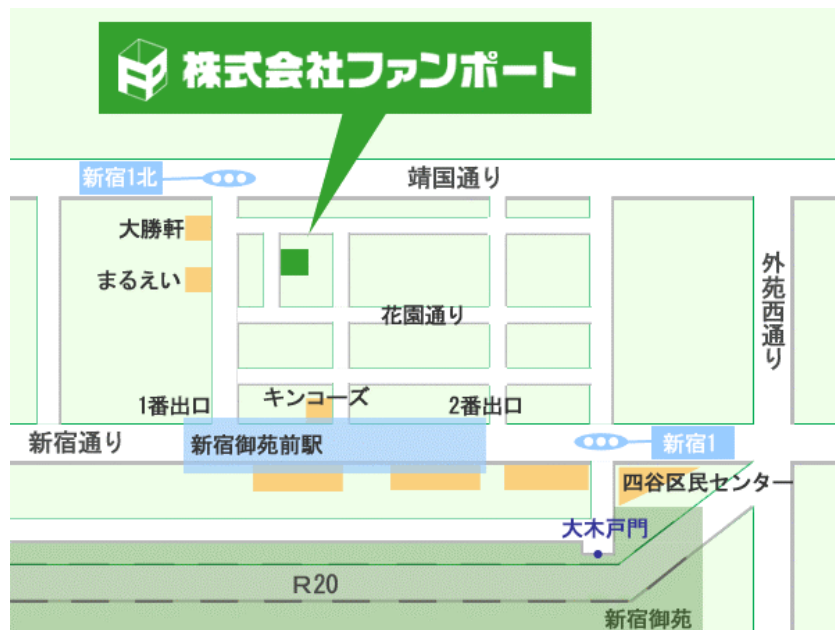 株式会社ファンポート
新宿1北
靖国通り
大勝軒
まるえい
外苑西通り
花園通り
キンコーズ
1番出口
2番出口
新宿通り
新宿御苑前駅
新宿1
四谷区民センター
大木戸門
R20
新宿御苑